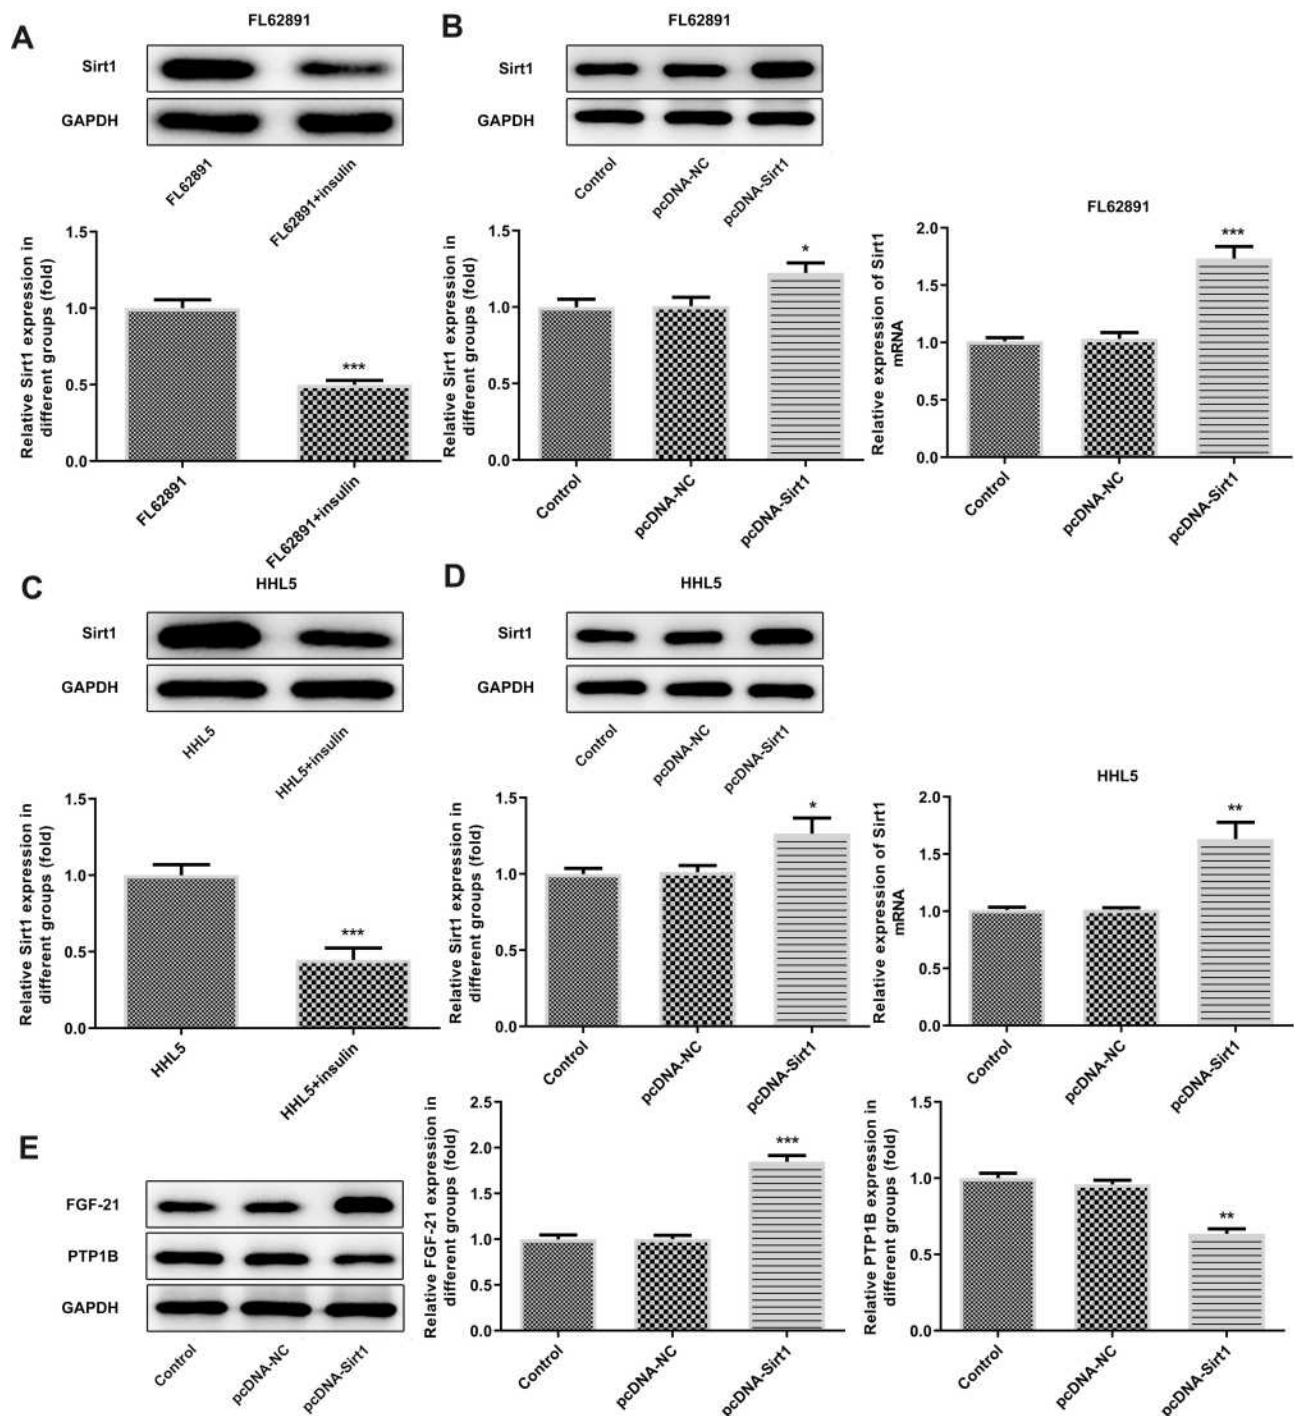 A
FL62891
Sirt1
GAPDH
FL62891
FL62891+insulin
Relative Sirt1 expression in
different groups (fold)
1.5
1.0
0.5
0.0
***
FL62891
FL62891+insulin
B
FL62891
Sirt1
GAPDH
Control
pcDNA-NC
pcDNA-Sirt1
Relative Sirt1 expression in
different groups (fold)
1.5
1.0
0.5
0.0
*
Control
pcDNA-NC
pcDNA-Sirt1
FL62891
Relative expression of Sirt1
mRNA
2.0
1.5
1.0
0.5
0.0
***
Control
pcDNA-NC
pcDNA-Sirt1
C
HHL5
Sirt1
GAPDH
HHL5
HHL5+insulin
Relative Sirt1 expression in
different groups (fold)
1.5
1.0
0.5
0.0
***
HHL5
HHL5+insulin
D
HHL5
Sirt1
GAPDH
Control
pcDNA-NC
pcDNA-Sirt1
Relative Sirt1 expression in
different groups (fold)
1.5
1.0
0.5
0.0
*
Control
pcDNA-NC
pcDNA-Sirt1
HHL5
Relative expression of Sirt1
mRNA
2.0
1.5
1.0
0.5
0.0
**
Control
pcDNA-NC
pcDNA-Sirt1
E
FGF-21
PTP1B
GAPDH
Control
pcDNA-NC
pcDNA-Sirt1
Relative FGF-21 expression in
different groups (fold)
2.5
2.0
1.5
1.0
0.5
0.0
***
Control
pcDNA-NC
pcDNA-Sirt1
Relative PTP1B expression in
different groups (fold)
1.5
1.0
0.5
0.0
**
Control
pcDNA-NC
pcDNA-Sirt1